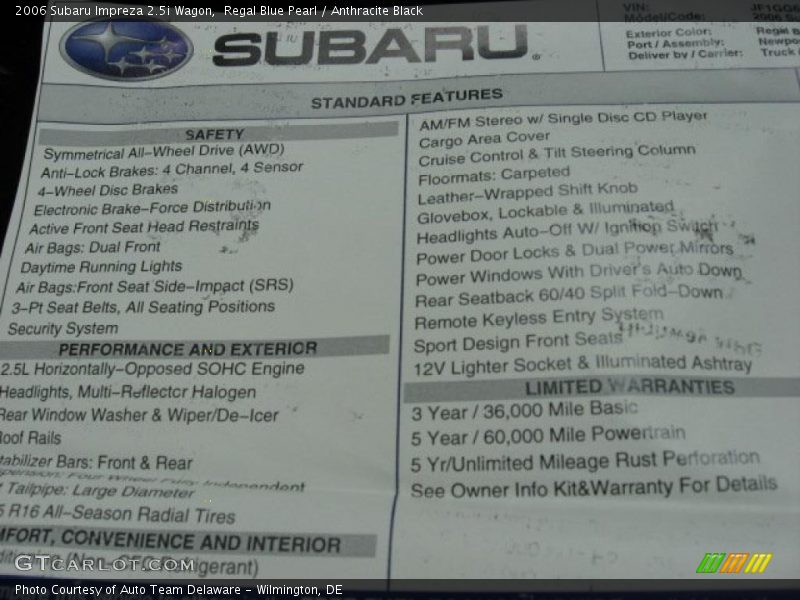 2006 Subaru Impreza 2.5i Wagon, Regal Blue Pearl / Anthracite Black
SUBARU
VIN:
Model/Code:
Exterior Color:
Port / Assembly:
Deliver by / Carrier:
Truck
STANDARD FEATURES
SAFETY
Symmetrical All-Wheel Drive (AWD)
Anti-Lock Brakes: 4 Channel, 4 Sensor
4-Wheel Disc Brakes
Electronic Brake-Force Distribution
Active Front Seat Head Restraints
Air Bags: Dual Front
Daytime Running Lights
Air Bags:Front Seat Side-Impact (SRS)
3-Pt Seat Belts, All Seating Positions
Security System
PERFORMANCE AND EXTERIOR
2.5L Horizontally-Opposed SOHC Engine
Headlights, Multi-Reflector Halogen
Rear Window Washer & Wiper/De-Icer
Roof Rails
tabilizer Bars: Front & Rear
Four Wheel Independent
Tailpipe: Large Diameter
R16 All-Season Radial Tires
MFORT, CONVENIENCE AND INTERIOR
AM/FM Stereo w/ Single Disc CD Player
Cargo Area Cover
Cruise Control & Tilt Steering Column
Floormats: Carpeted
Leather-Wrapped Shift Knob
Glovebox, Lockable & Illuminated
Headlights Auto-Off W/ Ignition Switch
Power Door Locks & Dual Power Mirrors
Power Windows With Driver's Auto Down
Rear Seatback 60/40 Split Fold-Down
Remote Keyless Entry System
Sport Design Front Seats
12V Lighter Socket & Illuminated Ashtray
LIMITED WARRANTIES
3 Year / 36,000 Mile Basic
5 Year / 60,000 Mile Powertrain
5 Yr/Unlimited Mileage Rust Perforation
See Owner Info Kit&Warranty For Details
GTCARLOT.COM
Photo Courtesy of Auto Team Delaware - Wilmington, DE